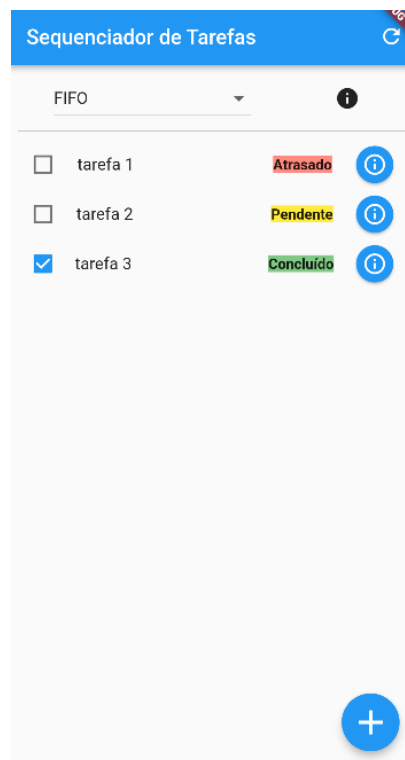 Sequenciador de Tarefas
FIFO
tarefa 1 Atrasado
tarefa 2 Pendente
tarefa 3 Concluído